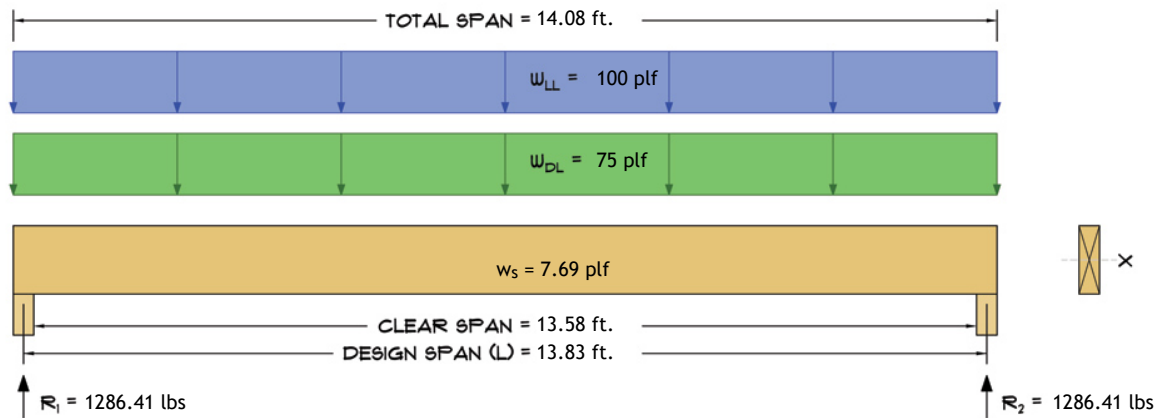 TOTAL SPAN = 14.08 ft.
W_LL = 100 plf
W_DL = 75 plf
w_s = 7.69 plf
X
CLEAR SPAN = 13.58 ft.
DESIGN SPAN (L) = 13.83 ft.
R_1 = 1286.41 lbs
R_2 = 1286.41 lbs